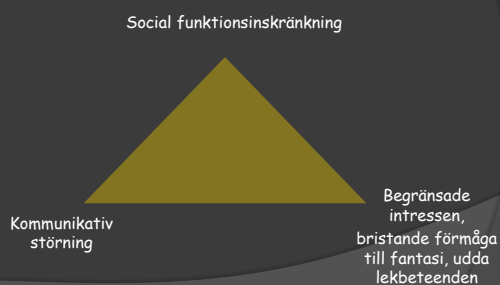 Social funktionsinskränkning
Kommunikativ
störning
Begränsade
intressen,
bristande förmåga
till fantasi, udda
lekbeteenden